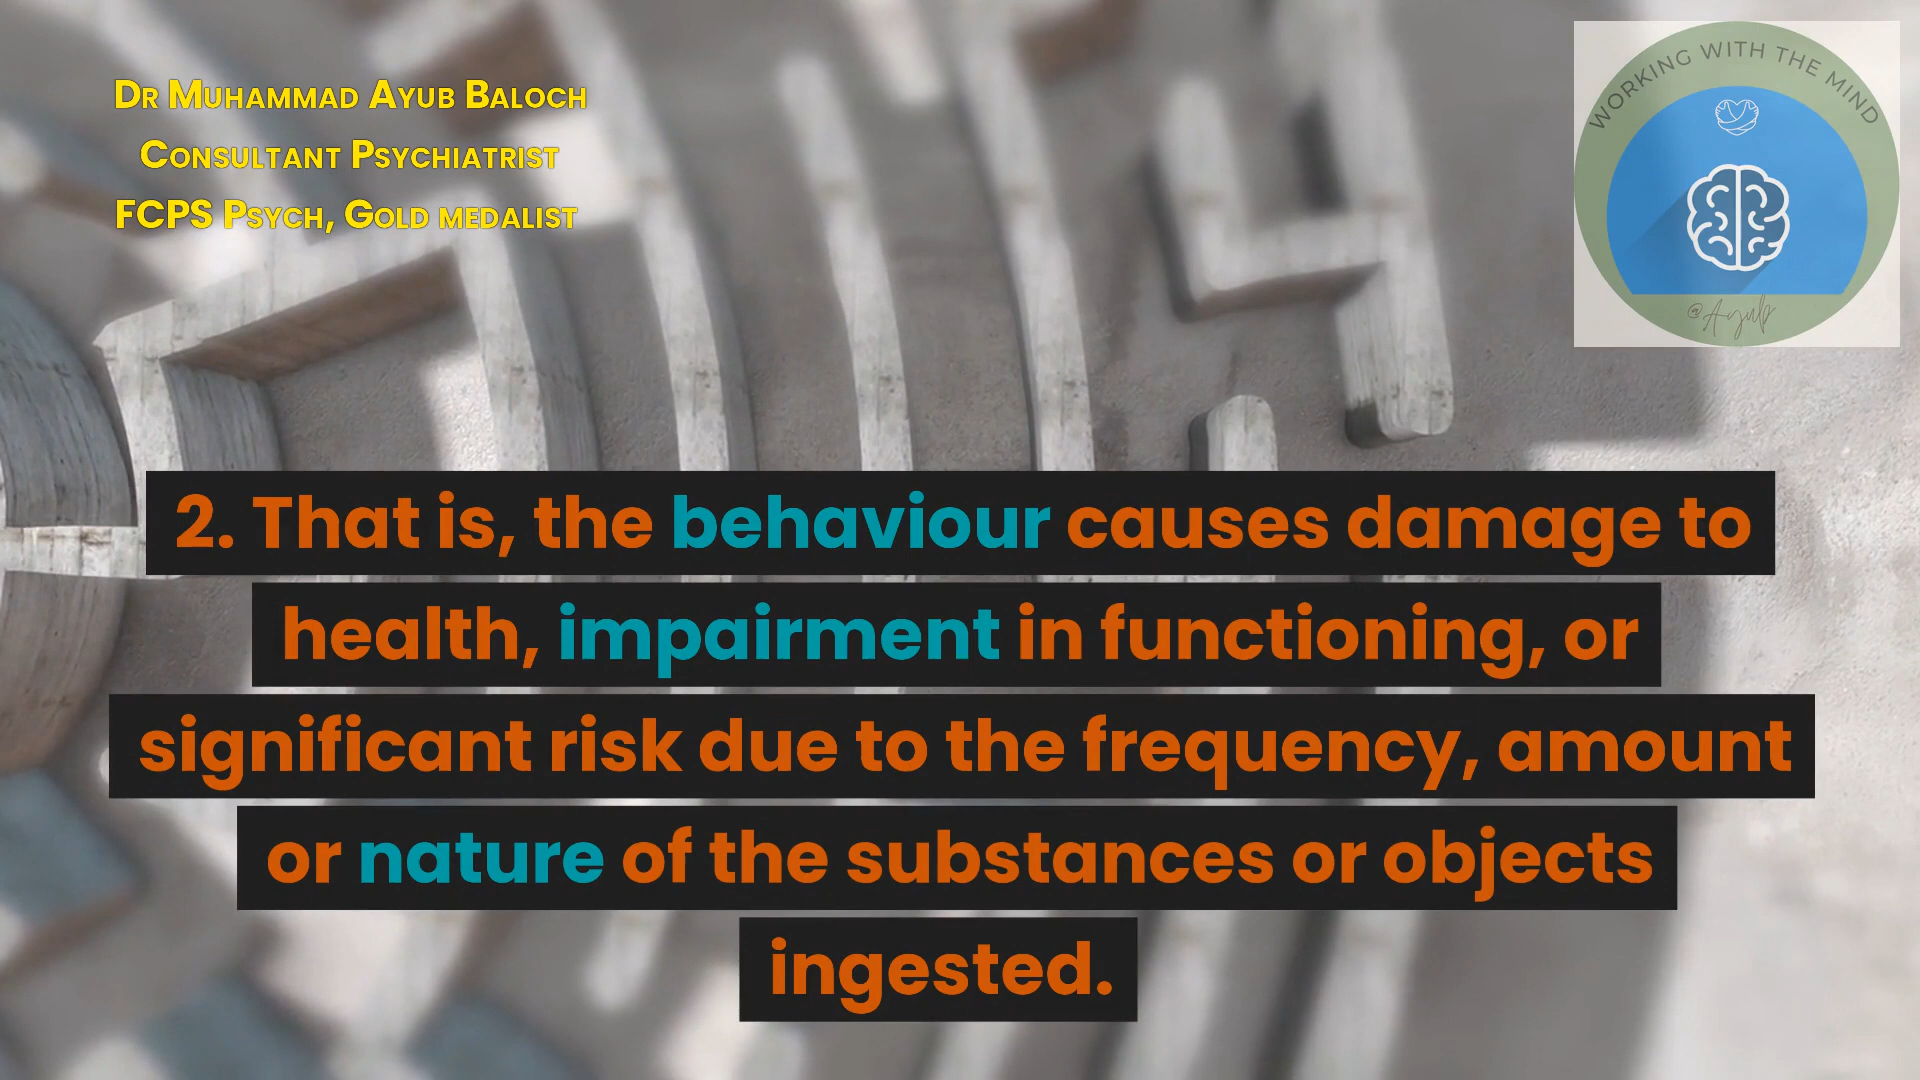 Dr Muhammad Ayub Baloch
Consultant Psychiatrist
FCPS Psych, Gold medalist
WORKING WITH THE MIND
@Ayub
2. That is, the behaviour causes damage to
health, impairment in functioning, or
significant risk due to the frequency, amount
or nature of the substances or objects
ingested.